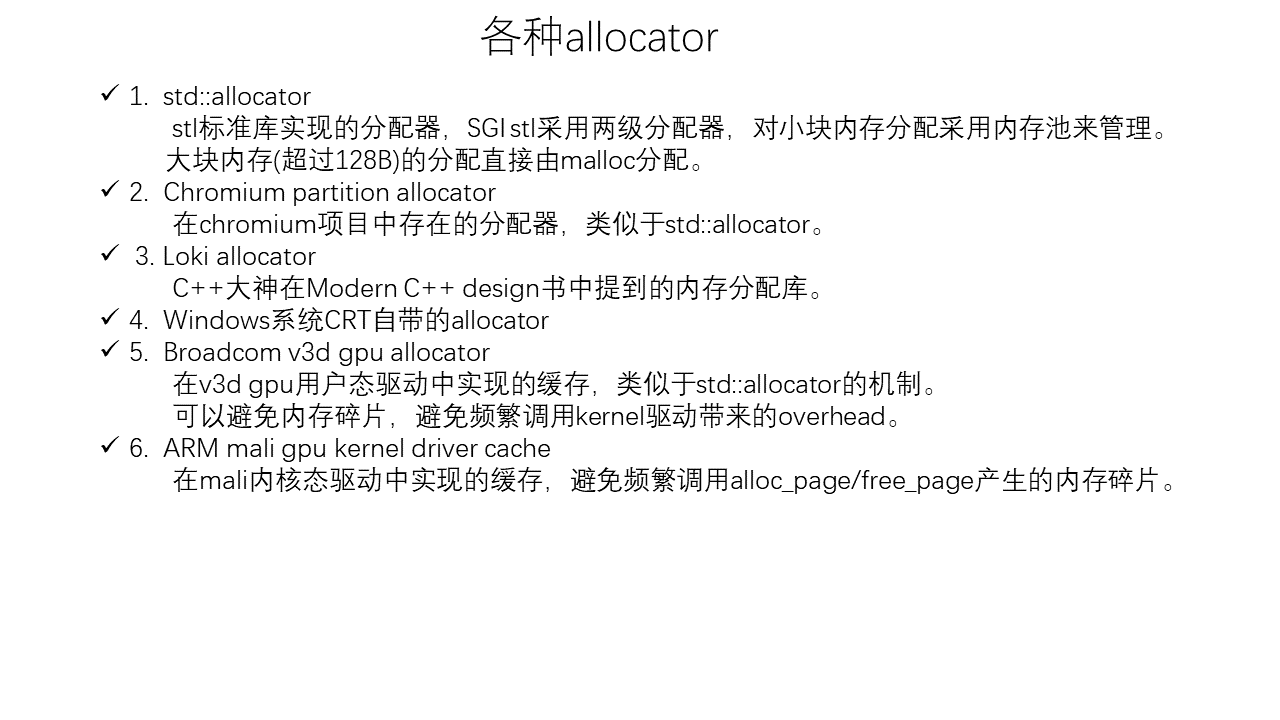 各种allocator
✓ 1. std::allocator
stl标准库实现的分配器，SGI stl采用两级分配器，对小块内存分配采用内存池来管理。
大块内存(超过128B)的分配直接由malloc分配。
✓ 2. Chromium partition allocator
在chromium项目中存在的分配器，类似于std::allocator。
✓ 3. Loki allocator
C++大神在Modern C++ design书中提到的内存分配库。
✓ 4. Windows系统CRT自带的allocator
✓ 5. Broadcom v3d gpu allocator
在v3d gpu用户态驱动中实现的缓存，类似于std::allocator的机制。
可以避免内存碎片，避免频繁调用kernel驱动带来的overhead。
✓ 6. ARM mali gpu kernel driver cache
在mali内核态驱动中实现的缓存，避免频繁调用alloc_page/free_page产生的内存碎片。